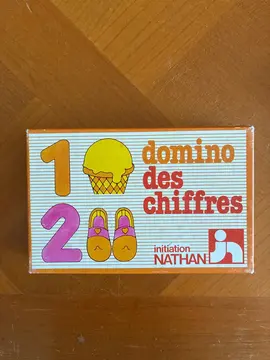 1
2
domino
des
chiffres
initiation
NATHAN